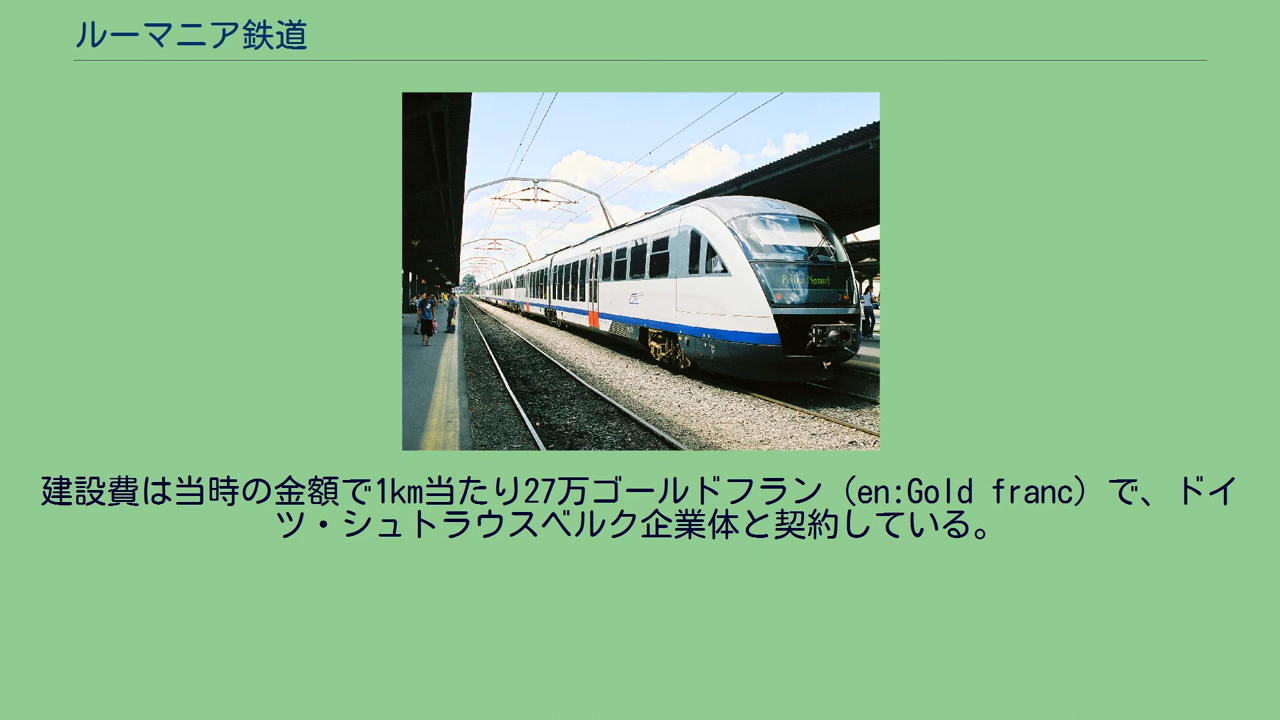 ルーマニア鉄道
建設費は当時の金額で1km当たり27万ゴールドフラン（en:Gold franc）で、ドイ
ツ・シュトラウスベルク企業体と契約している。